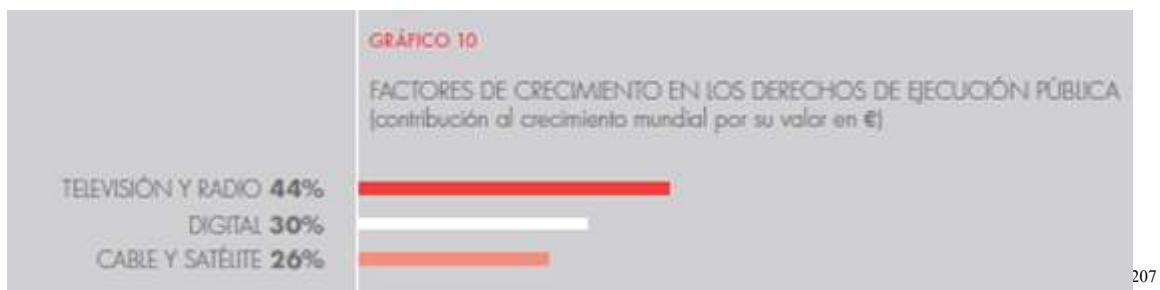 GRÁFICO 10
FACTORES DE CRECIMIENTO EN LOS DERECHOS DE EJECUCIÓN PÚBLICA
(contribución al crecimiento mundial por su valor en €)
TELEVISIÓN Y RADIO 44%
DIGITAL 30%
CABLE Y SATÉLITE 26%
207